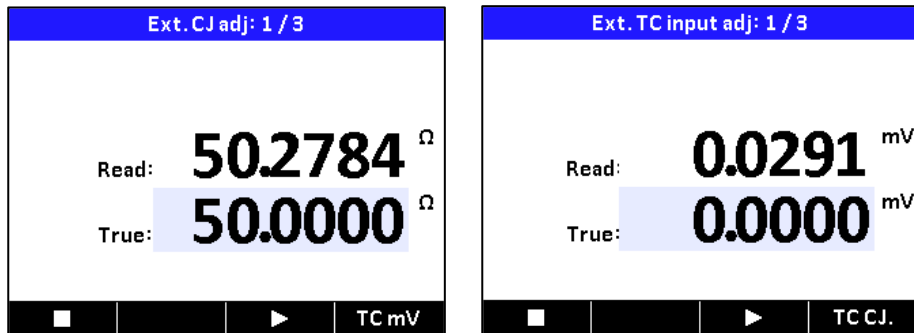 Ext. CJ adj: 1 / 3
Read: 50.2784 Ω
True: 50.0000 Ω
TC mV
Ext. TC input adj: 1 / 3
Read: 0.0291 mV
True: 0.0000 mV
TC CJ.